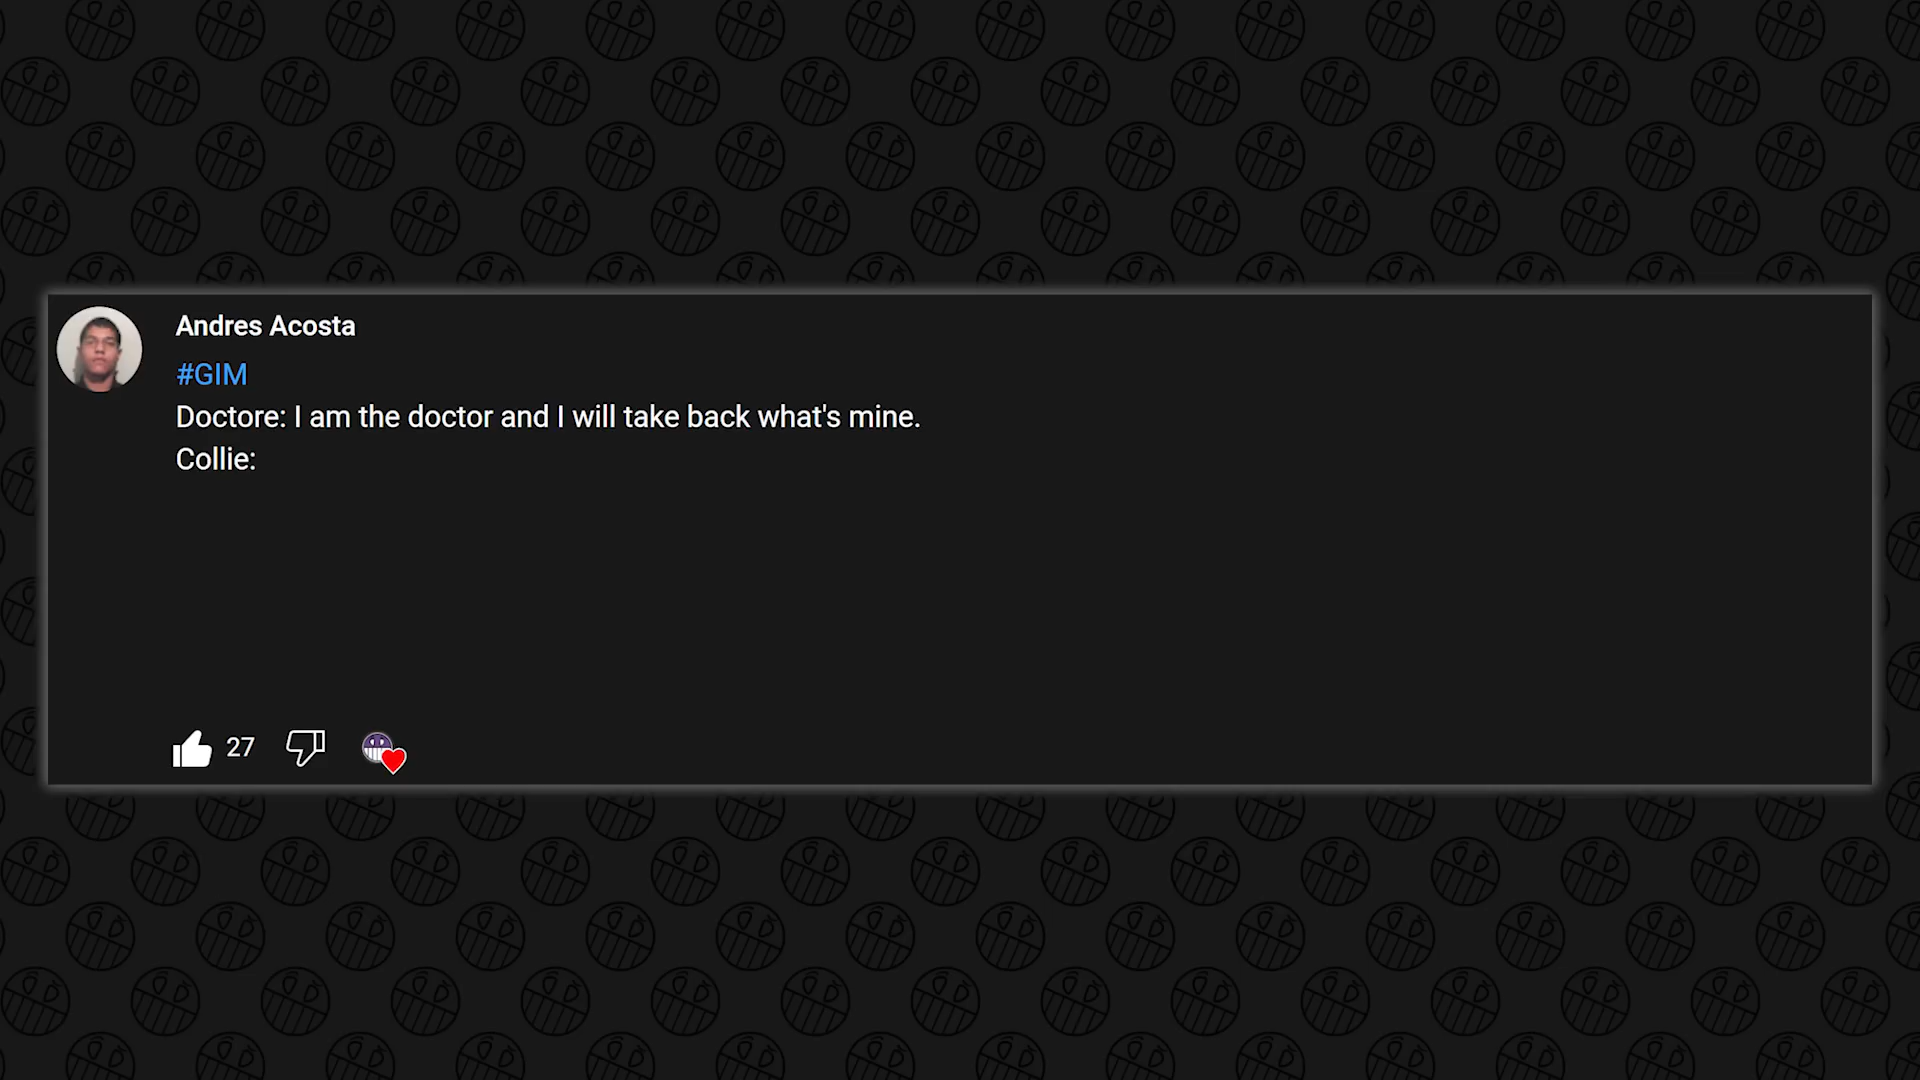 Andres Acosta
#GIM
Doctore: I am the doctor and I will take back what's mine.
Collie:
27